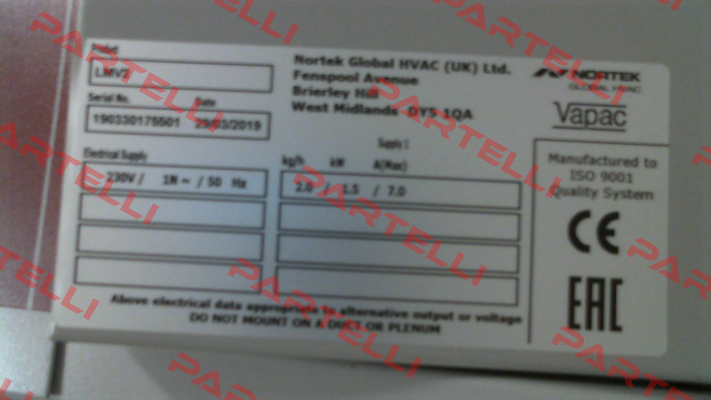 Model
LMV2
Serial No. Date
190330175501 29/03/2019
Nortek Global HVAC (UK) Ltd.
Fenspool Avenue
Brierley Hill
West Midlands DY5 1QA
NORTEK
GLOBAL HVAC
Vapac
Electrical Supply
230V / 1N ~ / 50 Hz
Supply 1
kg/h kW A(Max)
2.0 / 1.5 / 7.0
Manufactured to
ISO 9001
Quality System
CE
EAC
Above electrical data appropriate to alternative output or voltage
DO NOT MOUNT ON A DUCT OR PLENUM
PARTELLI
PARTELLI
PARTELLI
PARTELLI
PARTELLI
PARTELLI
PARTELLI
PARTELLI